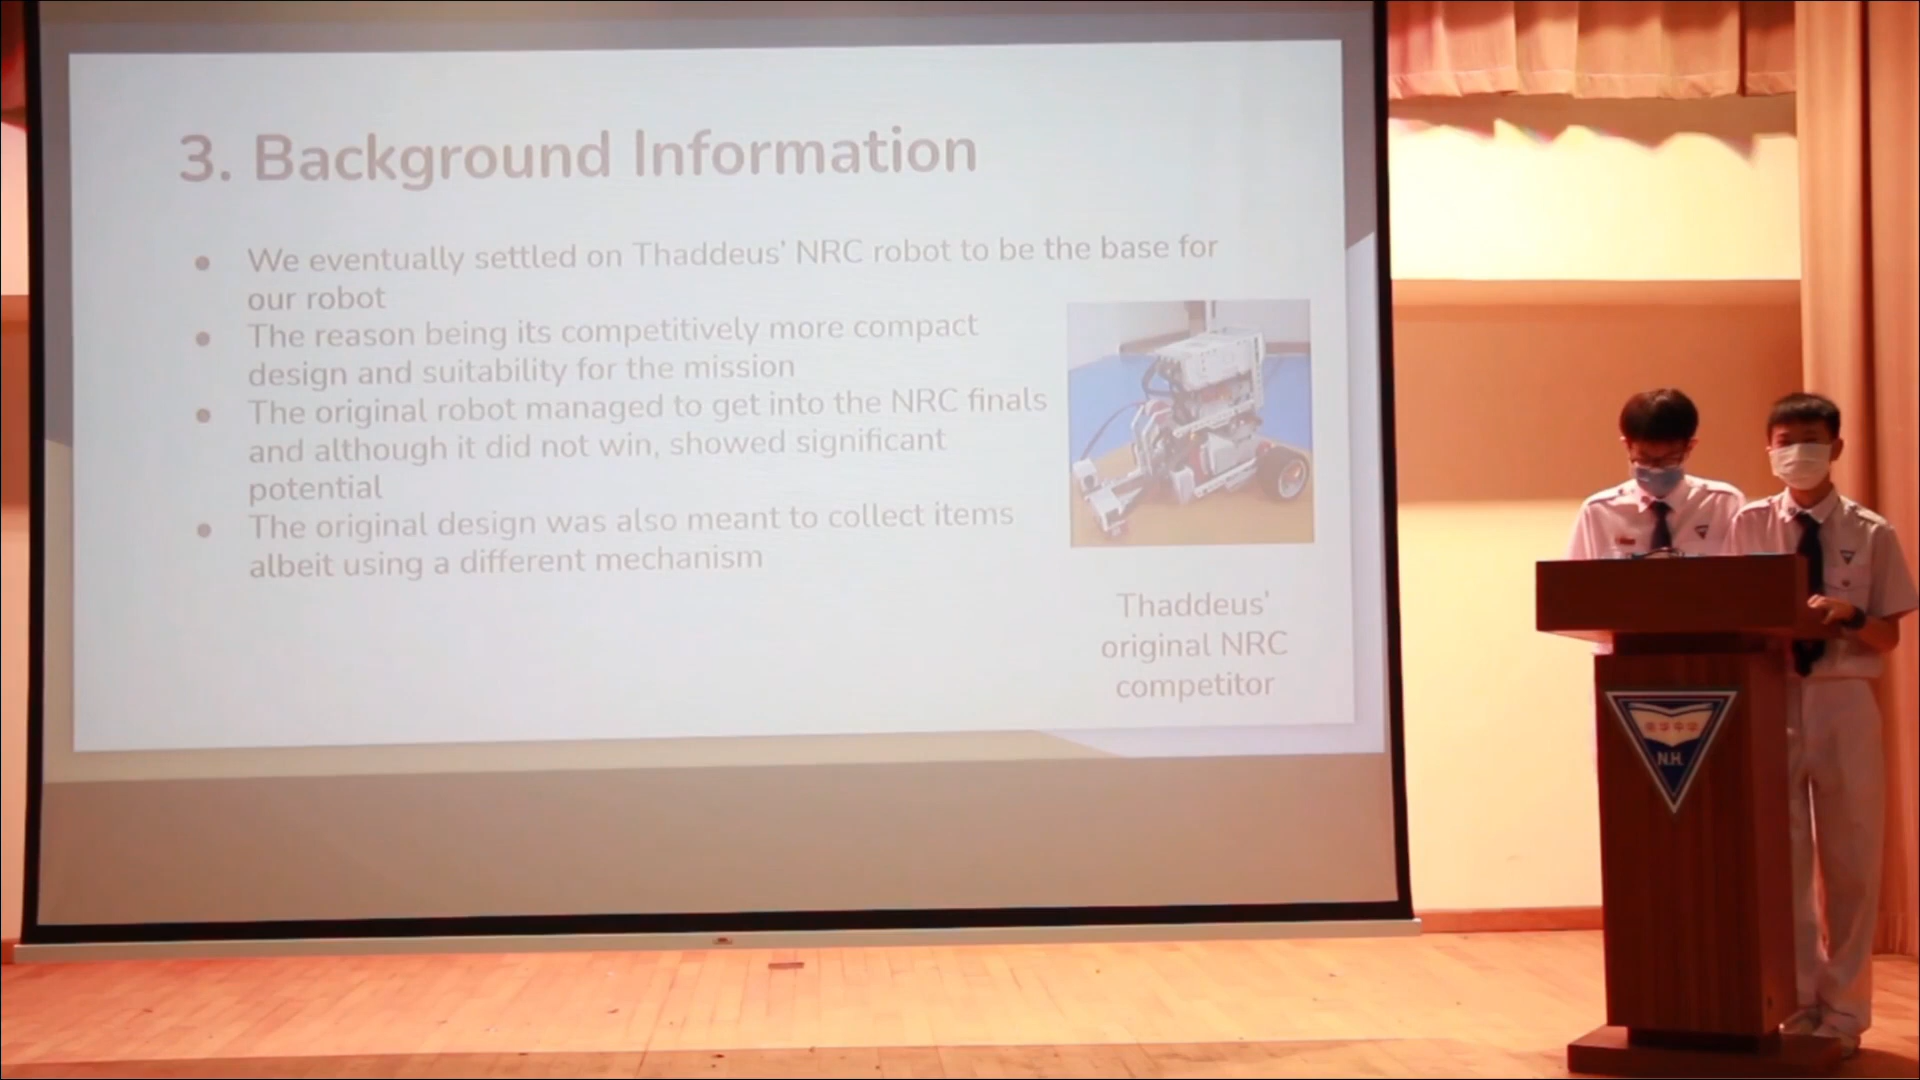 3. Background Information
● We eventually settled on Thaddeus' NRC robot to be the base for
our robot
● The reason being its competitively more compact
design and suitability for the mission
● The original robot managed to get into the NRC finals
and although it did not win, showed significant
potential
● The original design was also meant to collect items
albeit using a different mechanism
Thaddeus'
original NRC
competitor
N.H.